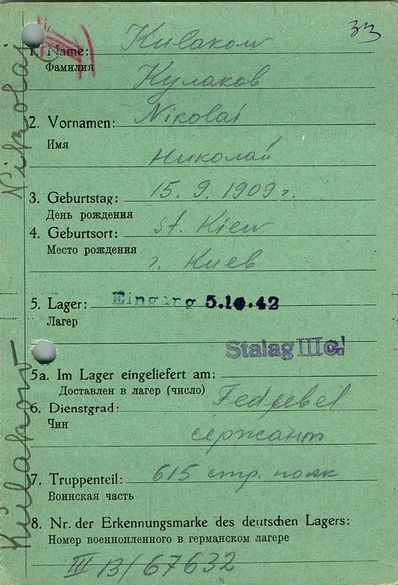 33
1. Name: Kulakow
Фамилия Кулаков
2. Vornamen: Nikolai
Имя Николай
3. Geburtstag: 15. 9. 1909 г.
День рождения
4. Geburtsort: st. Kiew
Место рождения г. Киев
5. Lager: Eingang 5.10.42
Лагерь
Stalag III C
5a. Im Lager eingeliefert am:
Доставлен в лагерь (число)
6. Dienstgrad: Fedwebel
Чин сержант
7. Truppenteil: 615 стр. полк
Воинская часть
8. Nr. der Erkennungsmarke des deutschen Lagers:
Номер военнопленного в германском лагере
III B/67632
Kulakow Nikolaj